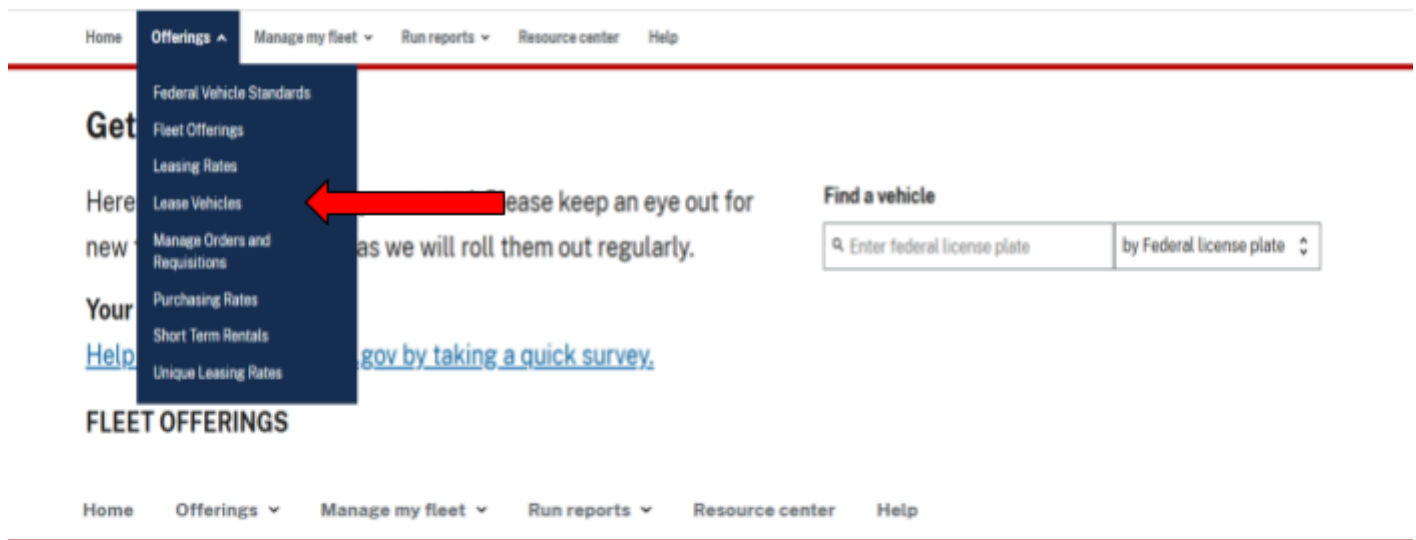 Home Offerings Manage my fleet Run reports Resource center Help
Federal Vehicle Standards
Fleet Offerings
Leasing Rates
Lease Vehicles
Manage Orders and
Requisitions
Purchasing Rates
Short Term Rentals
Unique Leasing Rates
Get
Here ease keep an eye out for
new as we will roll them out regularly.
Your
Help .gov by taking a quick survey.
Find a vehicle
Enter federal license plate by Federal license plate
FLEET OFFERINGS
Home Offerings Manage my fleet Run reports Resource center Help